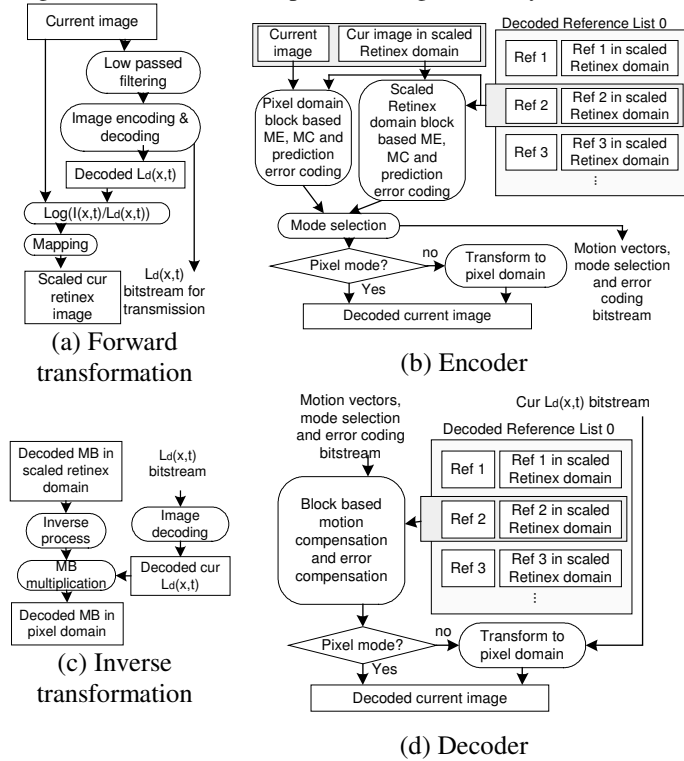 Current image
Low passed
filtering
Image encoding &
decoding
Decoded Ld(x,t)
Log(I(x,t)/Ld(x,t))
Mapping
Scaled cur
retinex
image
Ld(x,t)
bitstream for
transmission
(a) Forward
transformation
Current
image
Cur image in scaled
Retinex domain
Decoded Reference List 0
Ref 1
Ref 1 in scaled
Retinex domain
Ref 2
Ref 2 in scaled
Retinex domain
Ref 3
Ref 3 in scaled
Retinex domain
...
Pixel domain
block based
ME, MC and
prediction
error coding
Scaled
Retinex
domain block
based ME,
MC and
prediction
error coding
Mode selection
Pixel mode?
no
Yes
Transform to
pixel domain
Motion vectors,
mode selection
and error
coding
bitstream
Decoded current image
(b) Encoder
Decoded MB in
scaled retinex
domain
Inverse
process
MB
multiplication
Decoded MB in
pixel domain
Ld(x,t)
bitstream
Image
decoding
Decoded cur
Ld(x,t)
(c) Inverse
transformation
Motion vectors,
mode selection
and error coding
bitstream
Cur Ld(x,t) bitstream
Decoded Reference List 0
Ref 1
Ref 1 in scaled
Retinex domain
Ref 2
Ref 2 in scaled
Retinex domain
Ref 3
Ref 3 in scaled
Retinex domain
...
Block based
motion
compensation
and error
compensation
Pixel mode?
no
Yes
Transform to
pixel domain
Decoded current image
(d) Decoder